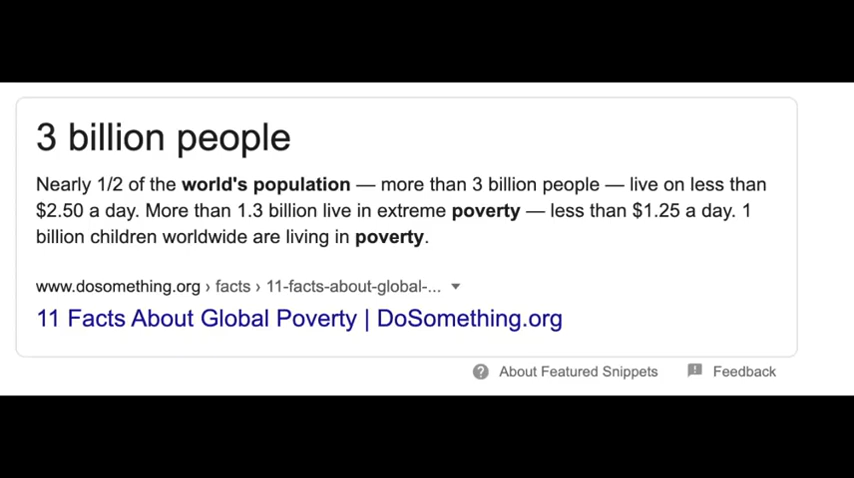 3 billion people
Nearly 1/2 of the world's population — more than 3 billion people — live on less than
$2.50 a day. More than 1.3 billion live in extreme poverty — less than $1.25 a day. 1
billion children worldwide are living in poverty.
www.dosomething.org › facts › 11-facts-about-global-...
11 Facts About Global Poverty | DoSomething.org
About Featured Snippets Feedback